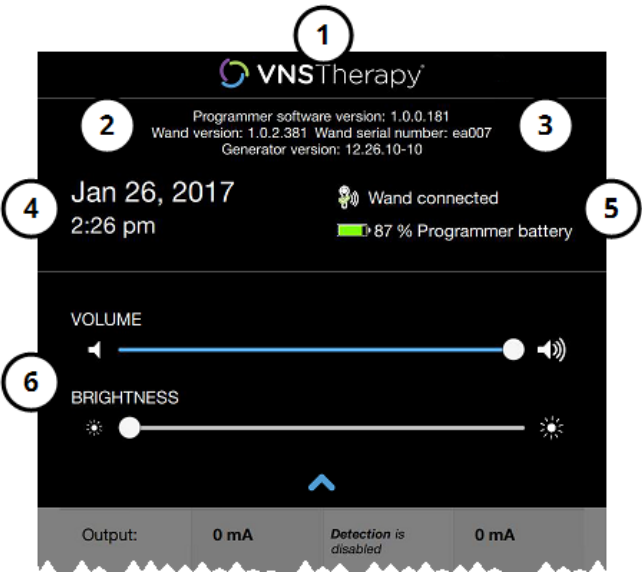 1
VNSTherapy
2
3
Programmer software version: 1.0.0.181
Wand version: 1.0.2.381 Wand serial number: ea007
Generator version: 12.26.10-10
4
Jan 26, 2017
2:26 pm
Wand connected
87 % Programmer battery
5
VOLUME
6
BRIGHTNESS
Output: 0 mA Detection is disabled 0 mA